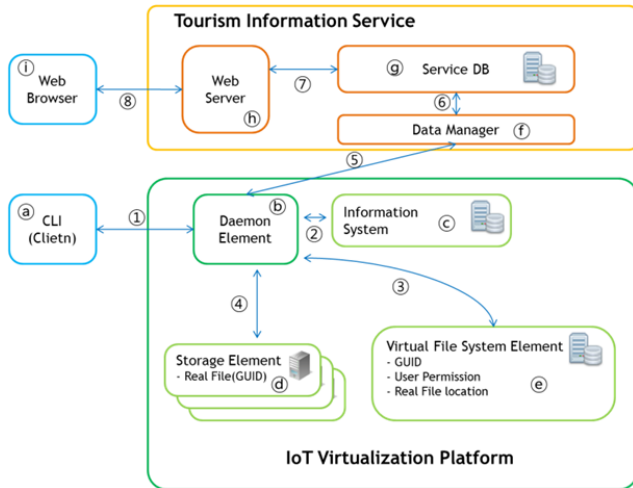 Tourism Information Service
ⓘ
Web
Browser
⑧
Web
Server
ⓗ
⑦
ⓖ
Service DB
⑥
Data Manager
ⓕ
⑤
ⓐ
CLI
(Clietn)
①
ⓑ
Daemon
Element
②
Information
System
ⓒ
③
④
Storage Element
- Real File(GUID)
ⓓ
Virtual File System Element
- GUID
- User Permission
- Real File location
ⓔ
IoT Virtualization Platform